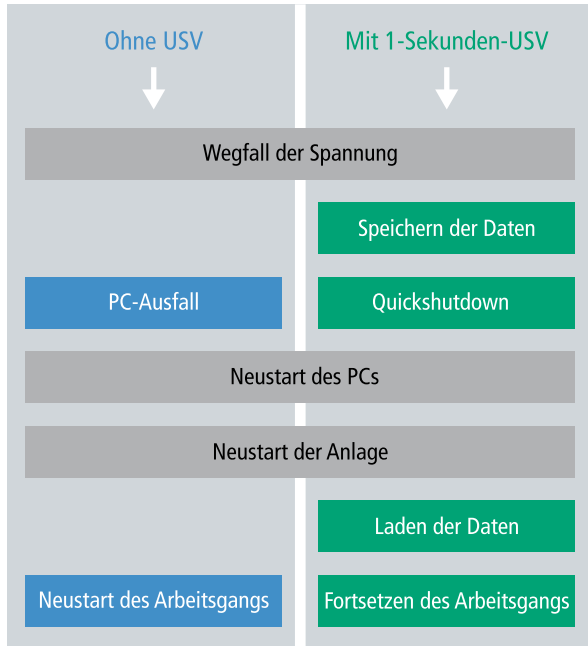 Ohne USV
Mit 1-Sekunden-USV
Wegfall der Spannung
Speichern der Daten
PC-Ausfall
Quickshutdown
Neustart des PCs
Neustart der Anlage
Laden der Daten
Neustart des Arbeitsgangs
Fortsetzen des Arbeitsgangs